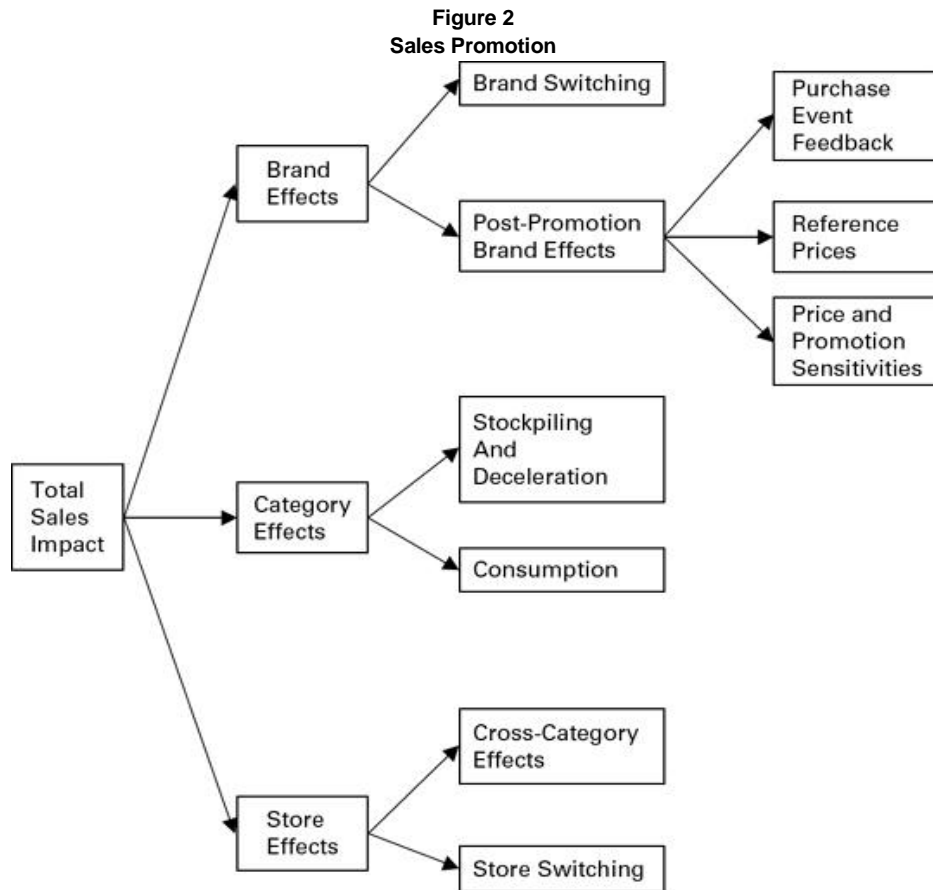 Figure 2
Sales Promotion
Brand Switching
Purchase
Event
Feedback
Brand
Effects
Post-Promotion
Brand Effects
Reference
Prices
Price and
Promotion
Sensitivities
Stockpiling
And
Deceleration
Total
Sales
Impact
Category
Effects
Consumption
Cross-Category
Effects
Store
Effects
Store Switching